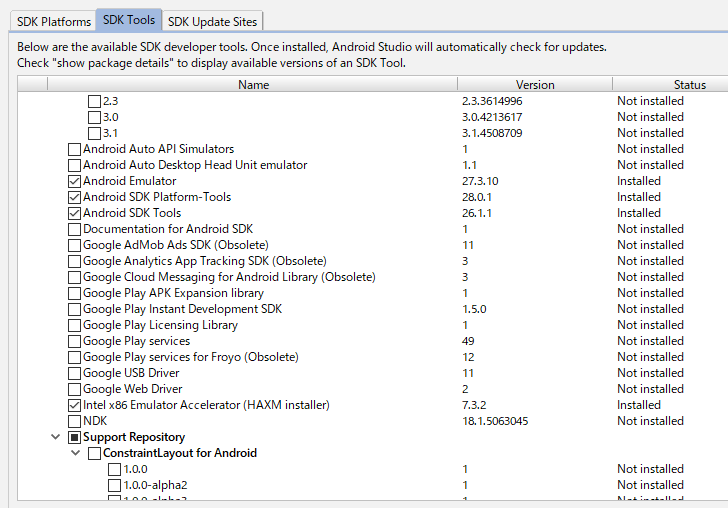 SDK Platforms SDK Tools SDK Update Sites
Below are the available SDK developer tools. Once installed, Android Studio will automatically check for updates.
Check "show package details" to display available versions of an SDK Tool.
Name Version Status
2.3 2.3.3614996 Not installed
3.0 3.0.4213617 Not installed
3.1 3.1.4508709 Not installed
Android Auto API Simulators 1 Not installed
Android Auto Desktop Head Unit emulator 1.1 Not installed
Android Emulator 27.3.10 Installed
Android SDK Platform-Tools 28.0.1 Installed
Android SDK Tools 26.1.1 Installed
Documentation for Android SDK 1 Not installed
Google AdMob Ads SDK (Obsolete) 11 Not installed
Google Analytics App Tracking SDK (Obsolete) 3 Not installed
Google Cloud Messaging for Android Library (Obsolete) 3 Not installed
Google Play APK Expansion library 1 Not installed
Google Play Instant Development SDK 1.5.0 Not installed
Google Play Licensing Library 1 Not installed
Google Play services 49 Not installed
Google Play services for Froyo (Obsolete) 12 Not installed
Google USB Driver 11 Not installed
Google Web Driver 2 Not installed
Intel x86 Emulator Accelerator (HAXM installer) 7.3.2 Installed
NDK 18.1.5063045 Not installed
Support Repository
ConstraintLayout for Android
1.0.0 1 Not installed
1.0.0-alpha2 1 Not installed